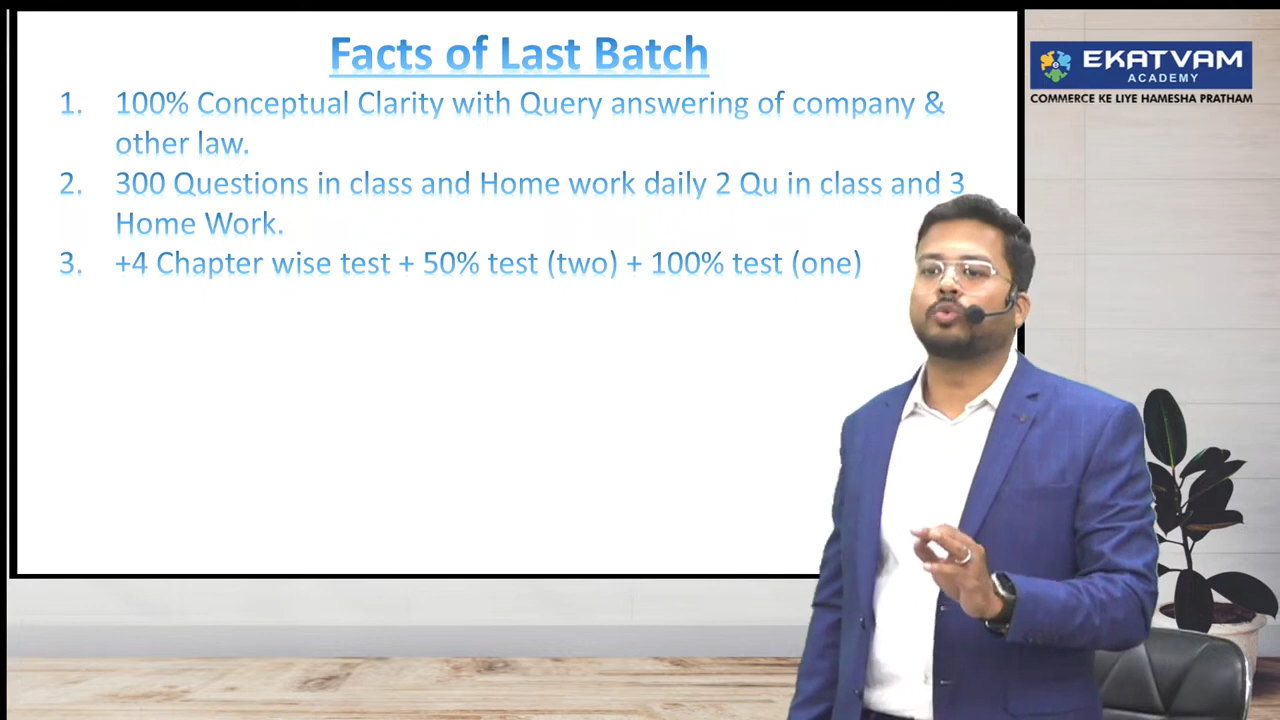 Facts of Last Batch
1. 100% Conceptual Clarity with Query answering of company &
other law.
2. 300 Questions in class and Home work daily 2 Qu in class and 3
Home Work.
3. +4 Chapter wise test + 50% test (two) + 100% test (one)
EKATVAM
ACADEMY
COMMERCE KE LIYE HAMESHA PRATHAM